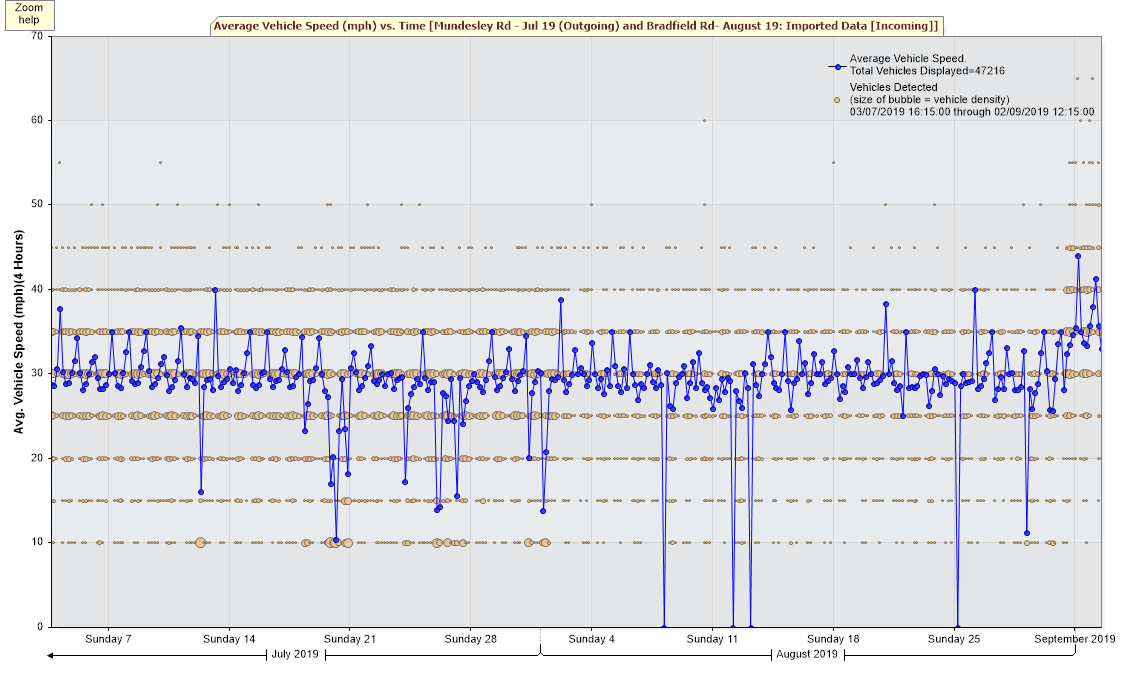 Zoom
help
Average Vehicle Speed (mph) vs. Time [Mundesley Rd - Jul 19 (Outgoing) and Bradfield Rd- August 19: Imported Data [Incoming]]
Average Vehicle Speed.
Total Vehicles Displayed=47216
Vehicles Detected
(size of bubble = vehicle density)
03/07/2019 16:15:00 through 02/09/2019 12:15:00
Avg. Vehicle Speed (mph)(4 Hours)
70
60
50
40
30
20
10
0
Sunday 7 Sunday 14 Sunday 21 Sunday 28 Sunday 4 Sunday 11 Sunday 18 Sunday 25 September 2019
July 2019 August 2019